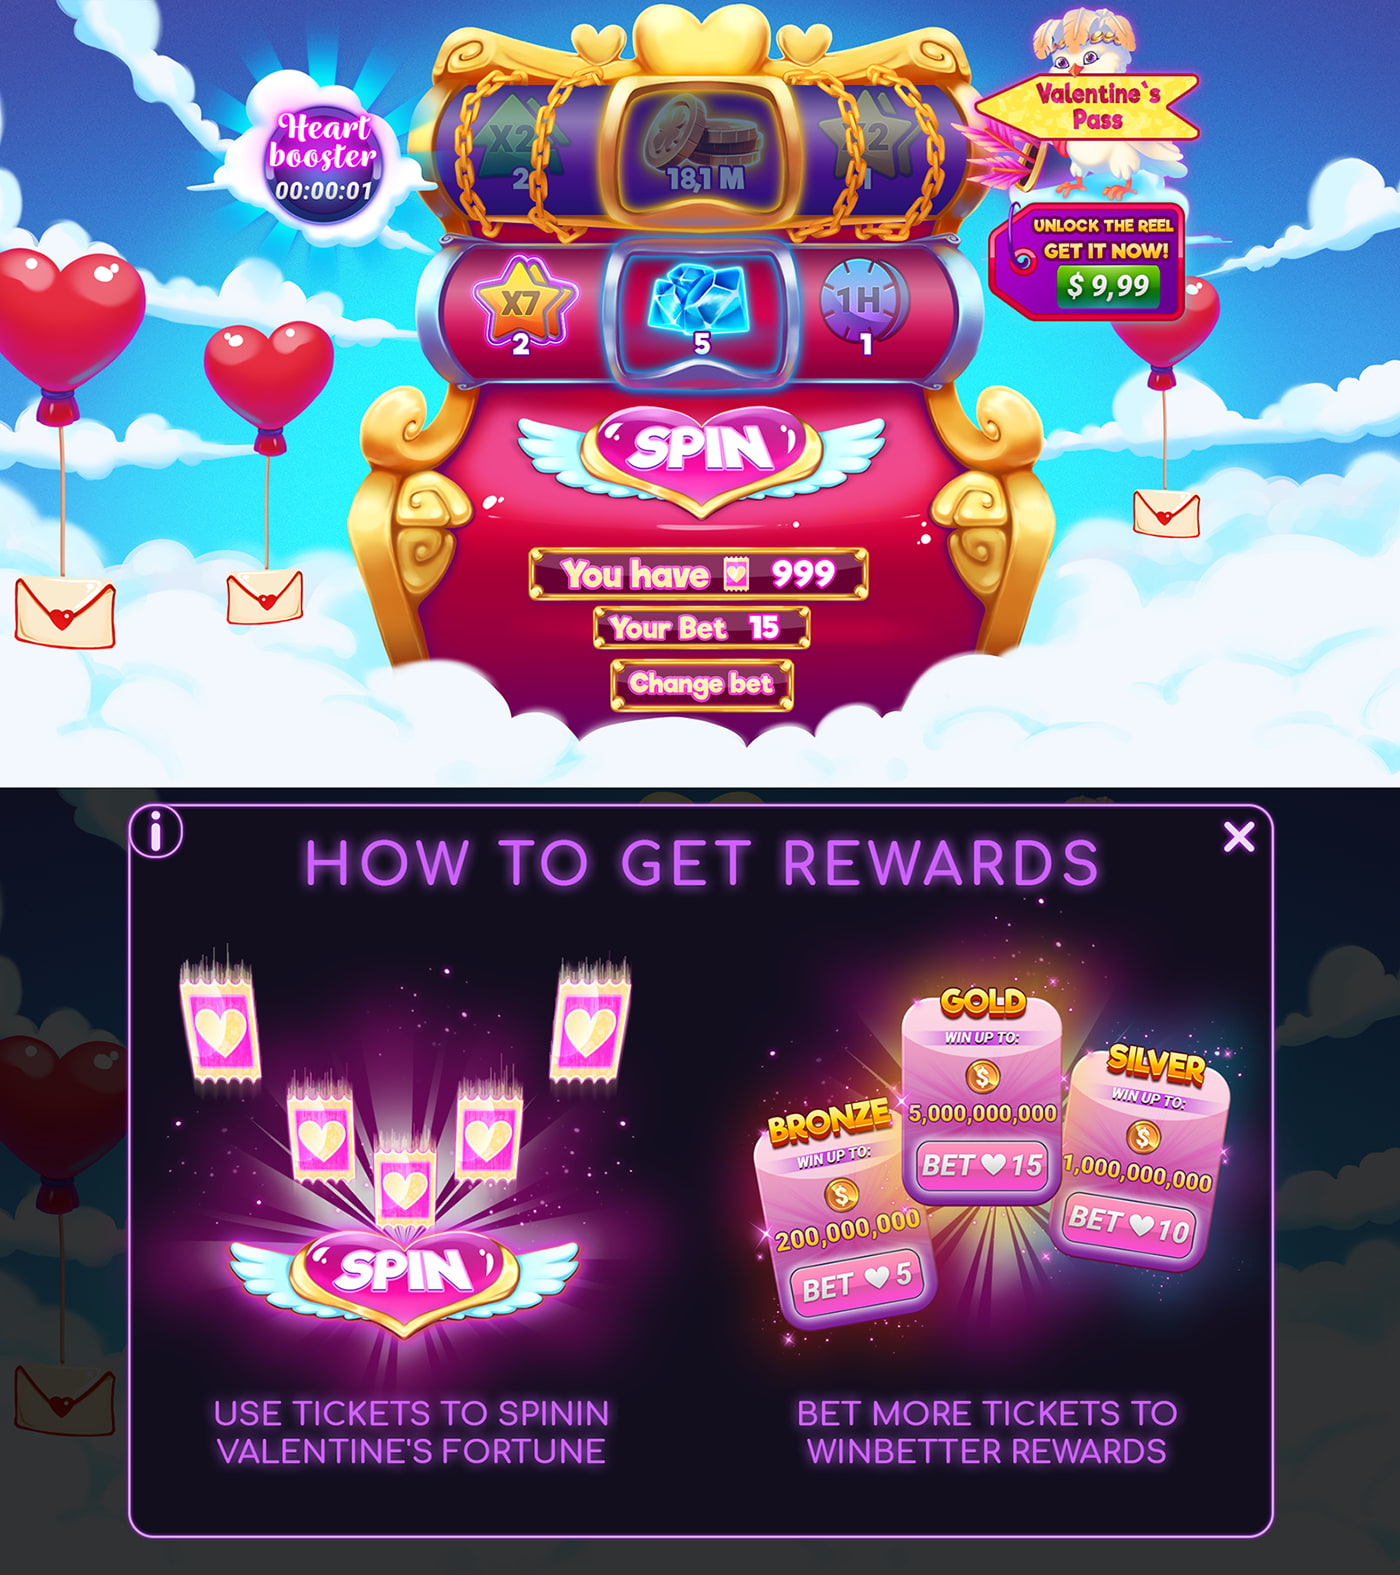 Heart
booster
00:00:01
X2
2
18,1 M
X2
1
Valentine`s
Pass
UNLOCK THE REEL
GET IT NOW!
$ 9,99
X7
2
5
1H
1
SPIN
You have 999
Your Bet 15
Change bet
i
HOW TO GET REWARDS
SPIN
USE TICKETS TO SPININ
VALENTINE'S FORTUNE
BRONZE
WIN UP TO:
$
200,000,000
BET 5
GOLD
WIN UP TO:
$
5,000,000,000
BET 15
SILVER
WIN UP TO:
$
1,000,000,000
BET 10
BET MORE TICKETS TO
WINBETTER REWARDS